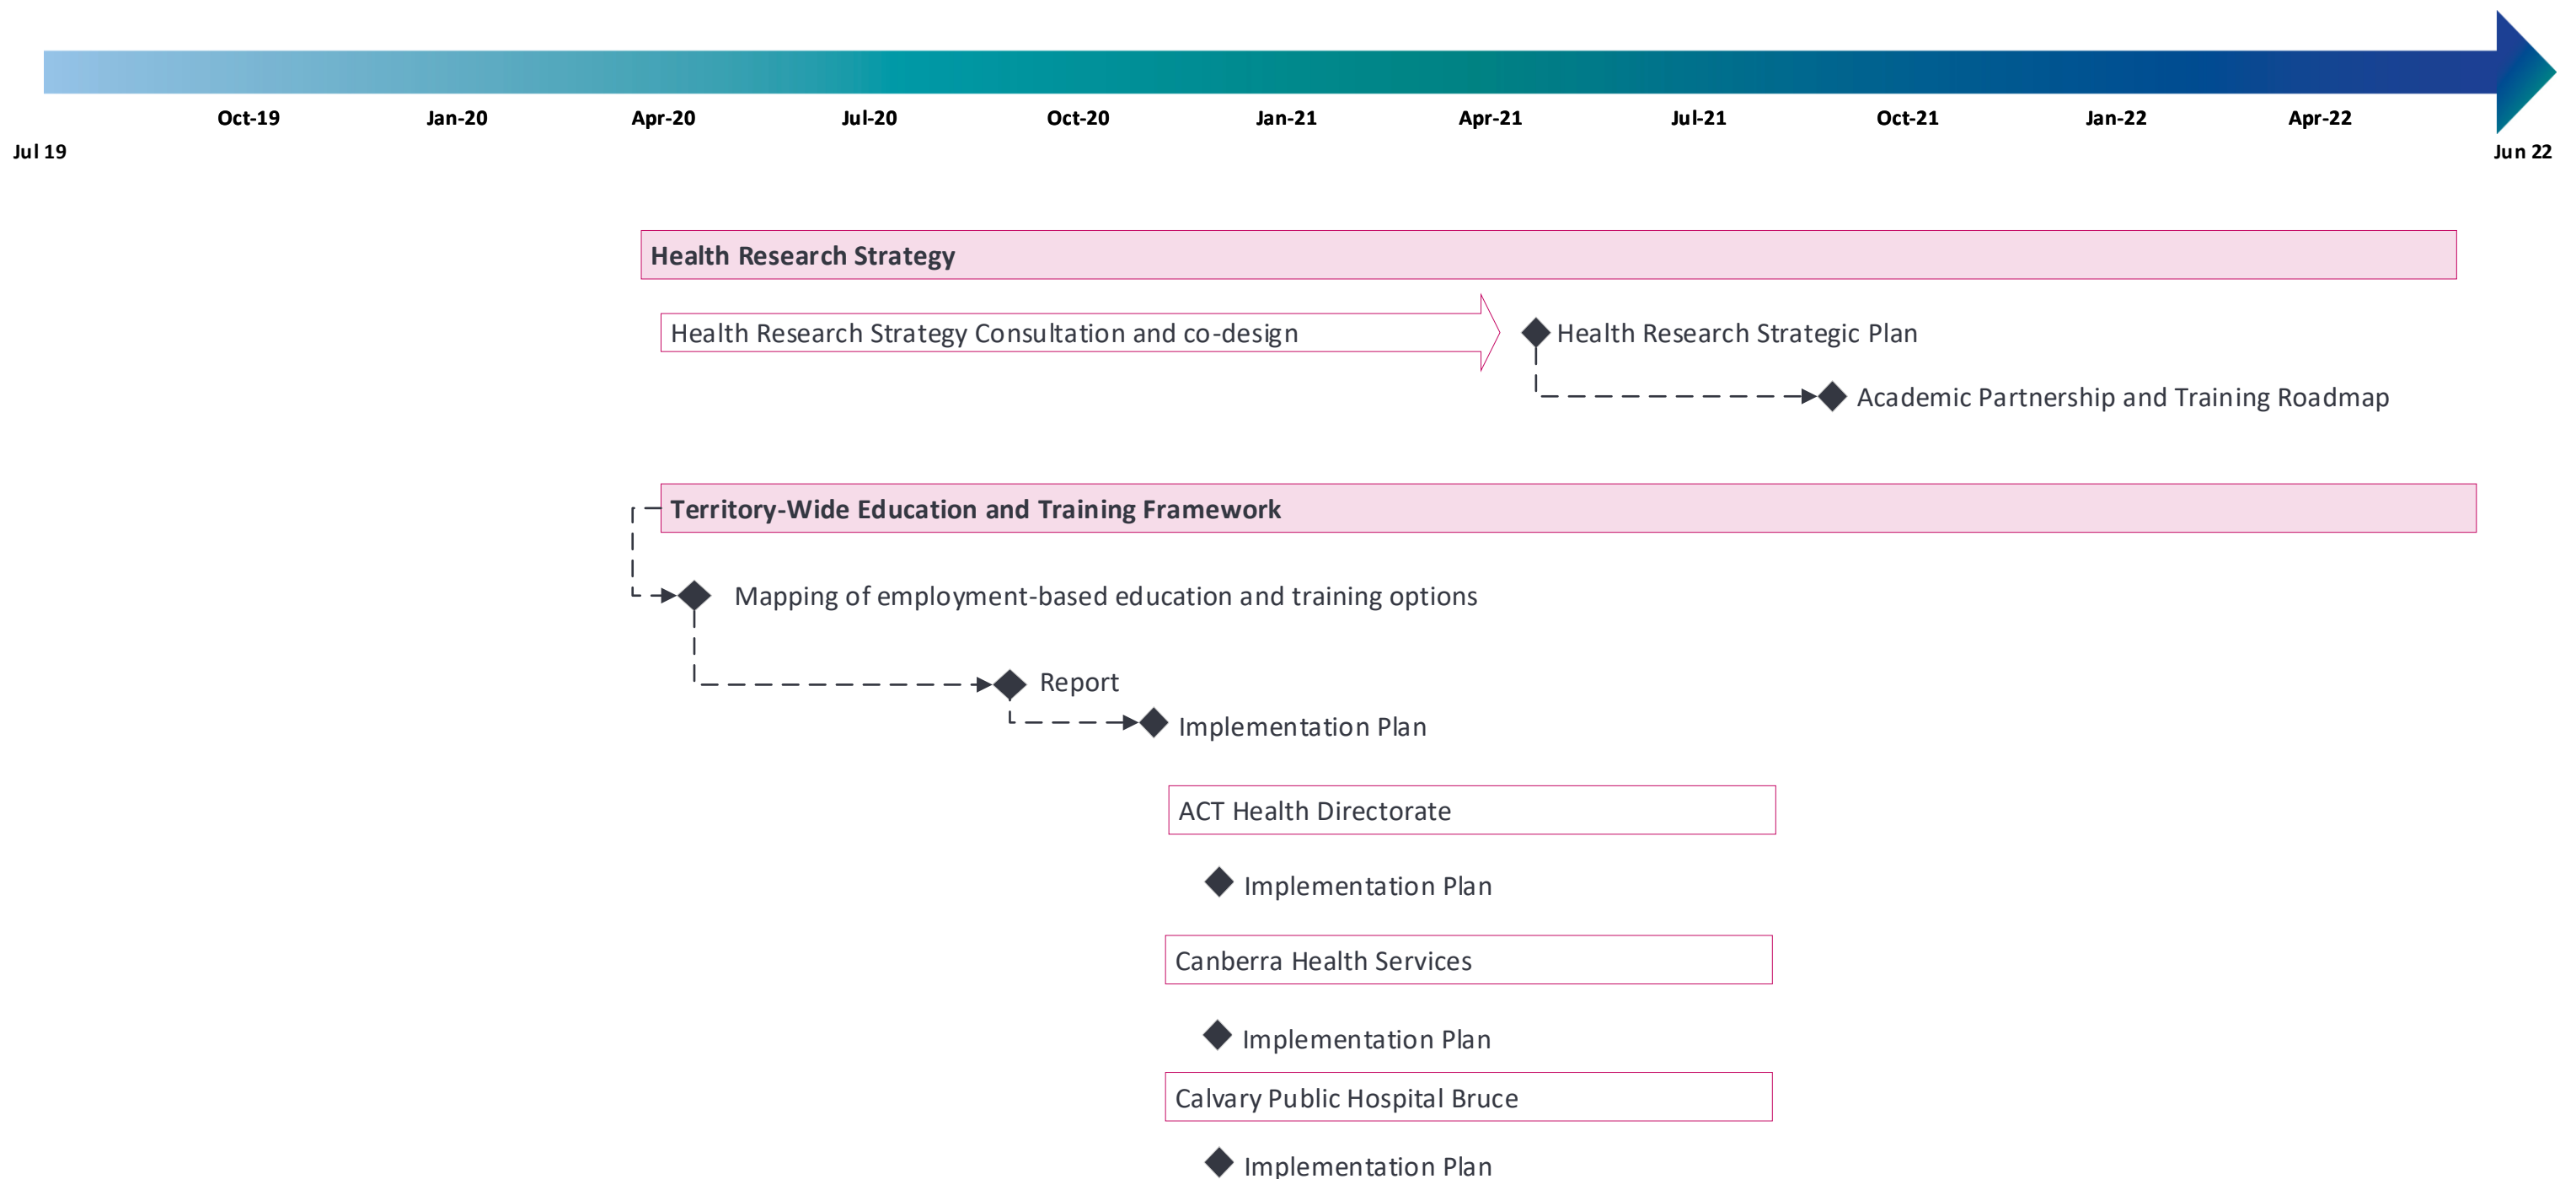 Oct-19 Jan-20 Apr-20 Jul-20 Oct-20 Jan-21 Apr-21 Jul-21 Oct-21 Jan-22 Apr-22
Jul 19 Jun 22
Health Research Strategy
Health Research Strategy Consultation and co-design Health Research Strategic Plan
Academic Partnership and Training Roadmap
Territory-Wide Education and Training Framework
Mapping of employment-based education and training options
Report
Implementation Plan
ACT Health Directorate
Implementation Plan
Canberra Health Services
Implementation Plan
Calvary Public Hospital Bruce
Implementation Plan